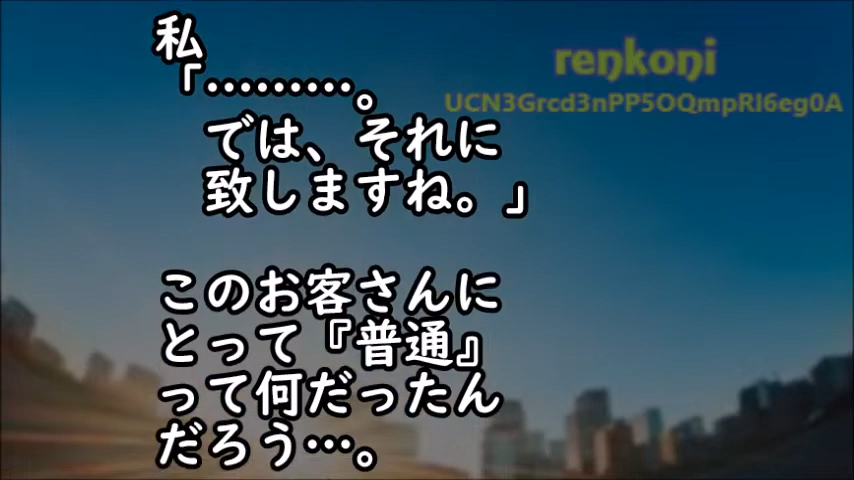 私
「………。
では、それに
致しますね。」
このお客さんに
とって『普通』
って何だったん
だろう…。
renkoni
UCN3Grcd3nPP5OQmpRl6eg0A